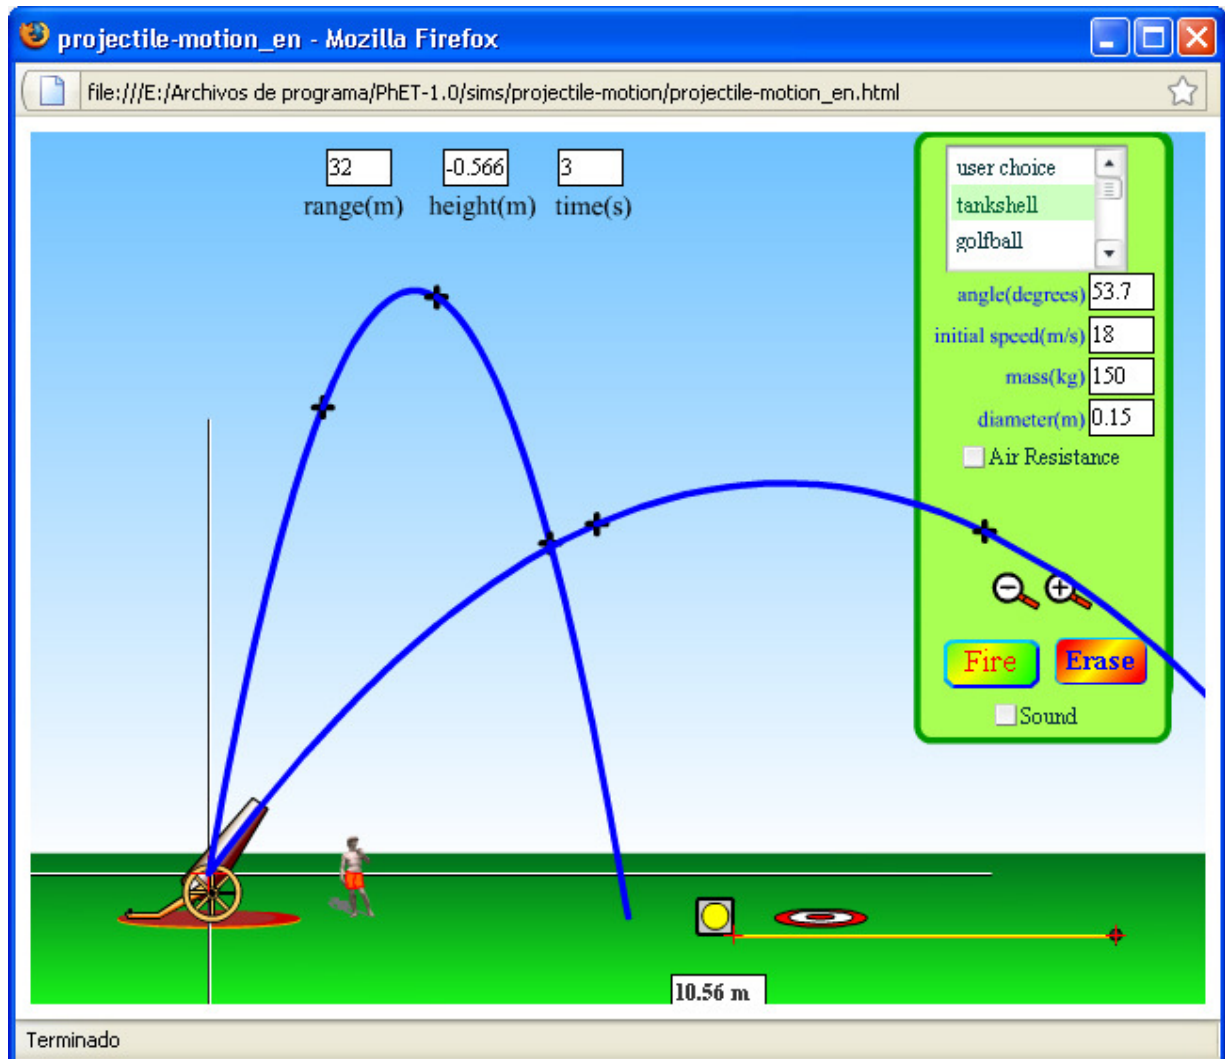 projectile-motion_en - Mozilla Firefox
file:///E:/Archivos de programa/PhET-1.0/sims/projectile-motion/projectile-motion_en.html
32 -0.566 3
range(m) height(m) time(s)
user choice
tankshell
golfball
angle(degrees) 53.7
initial speed(m/s) 18
mass(kg) 150
diameter(m) 0.15
Air Resistance
Fire Erase
Sound
10.56 m
Terminado